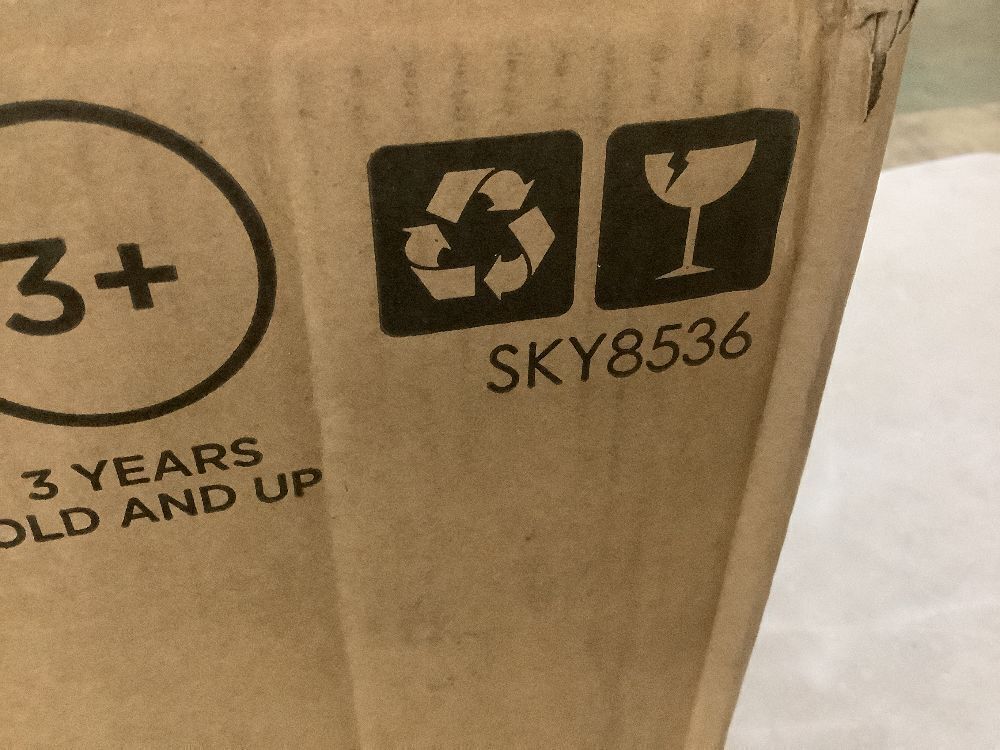 3+
SKY8536
3 YEARS
OLD AND UP